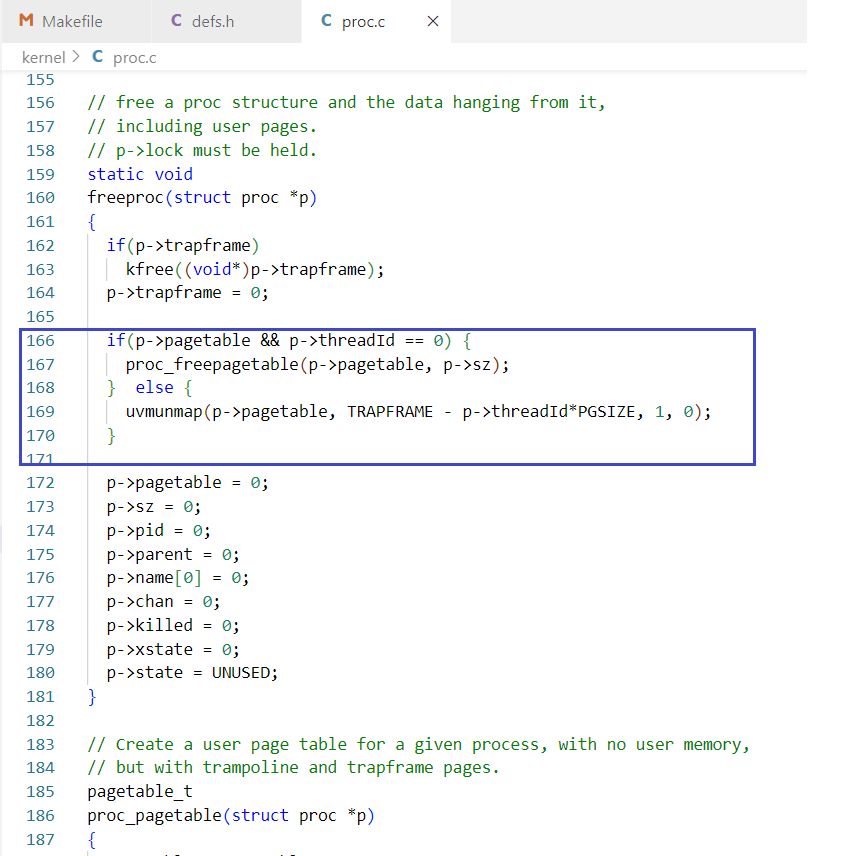 M Makefile C defs.h C proc.c ×
kernel > C proc.c
155
156 // free a proc structure and the data hanging from it,
157 // including user pages.
158 // p->lock must be held.
159 static void
160 freeproc(struct proc *p)
161 {
162 if(p->trapframe)
163 kfree((void*)p->trapframe);
164 p->trapframe = 0;
165
166 if(p->pagetable && p->threadId == 0) {
167 proc_freepagetable(p->pagetable, p->sz);
168 } else {
169 uvmunmap(p->pagetable, TRAPFRAME - p->threadId*PGSIZE, 1, 0);
170 }
171
172 p->pagetable = 0;
173 p->sz = 0;
174 p->pid = 0;
175 p->parent = 0;
176 p->name[0] = 0;
177 p->chan = 0;
178 p->killed = 0;
179 p->xstate = 0;
180 p->state = UNUSED;
181 }
182
183 // Create a user page table for a given process, with no user memory,
184 // but with trampoline and trapframe pages.
185 pagetable_t
186 proc_pagetable(struct proc *p)
187 {